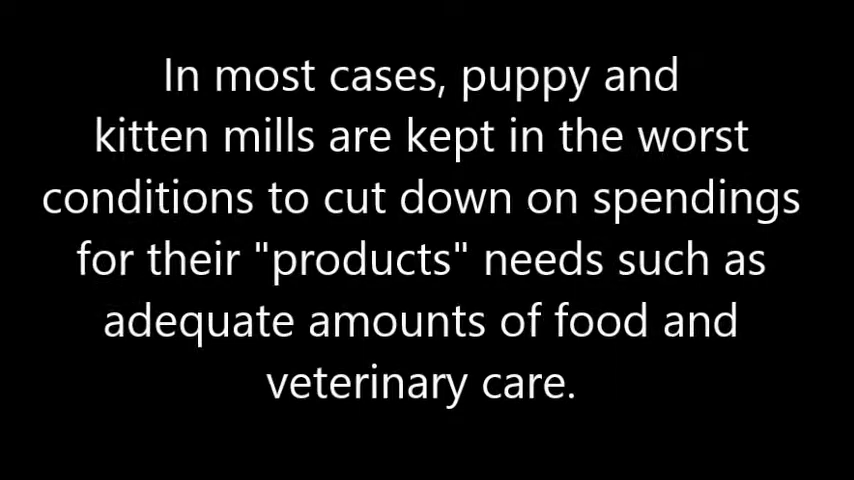 In most cases, puppy and
kitten mills are kept in the worst
conditions to cut down on spendings
for their "products" needs such as
adequate amounts of food and
veterinary care.